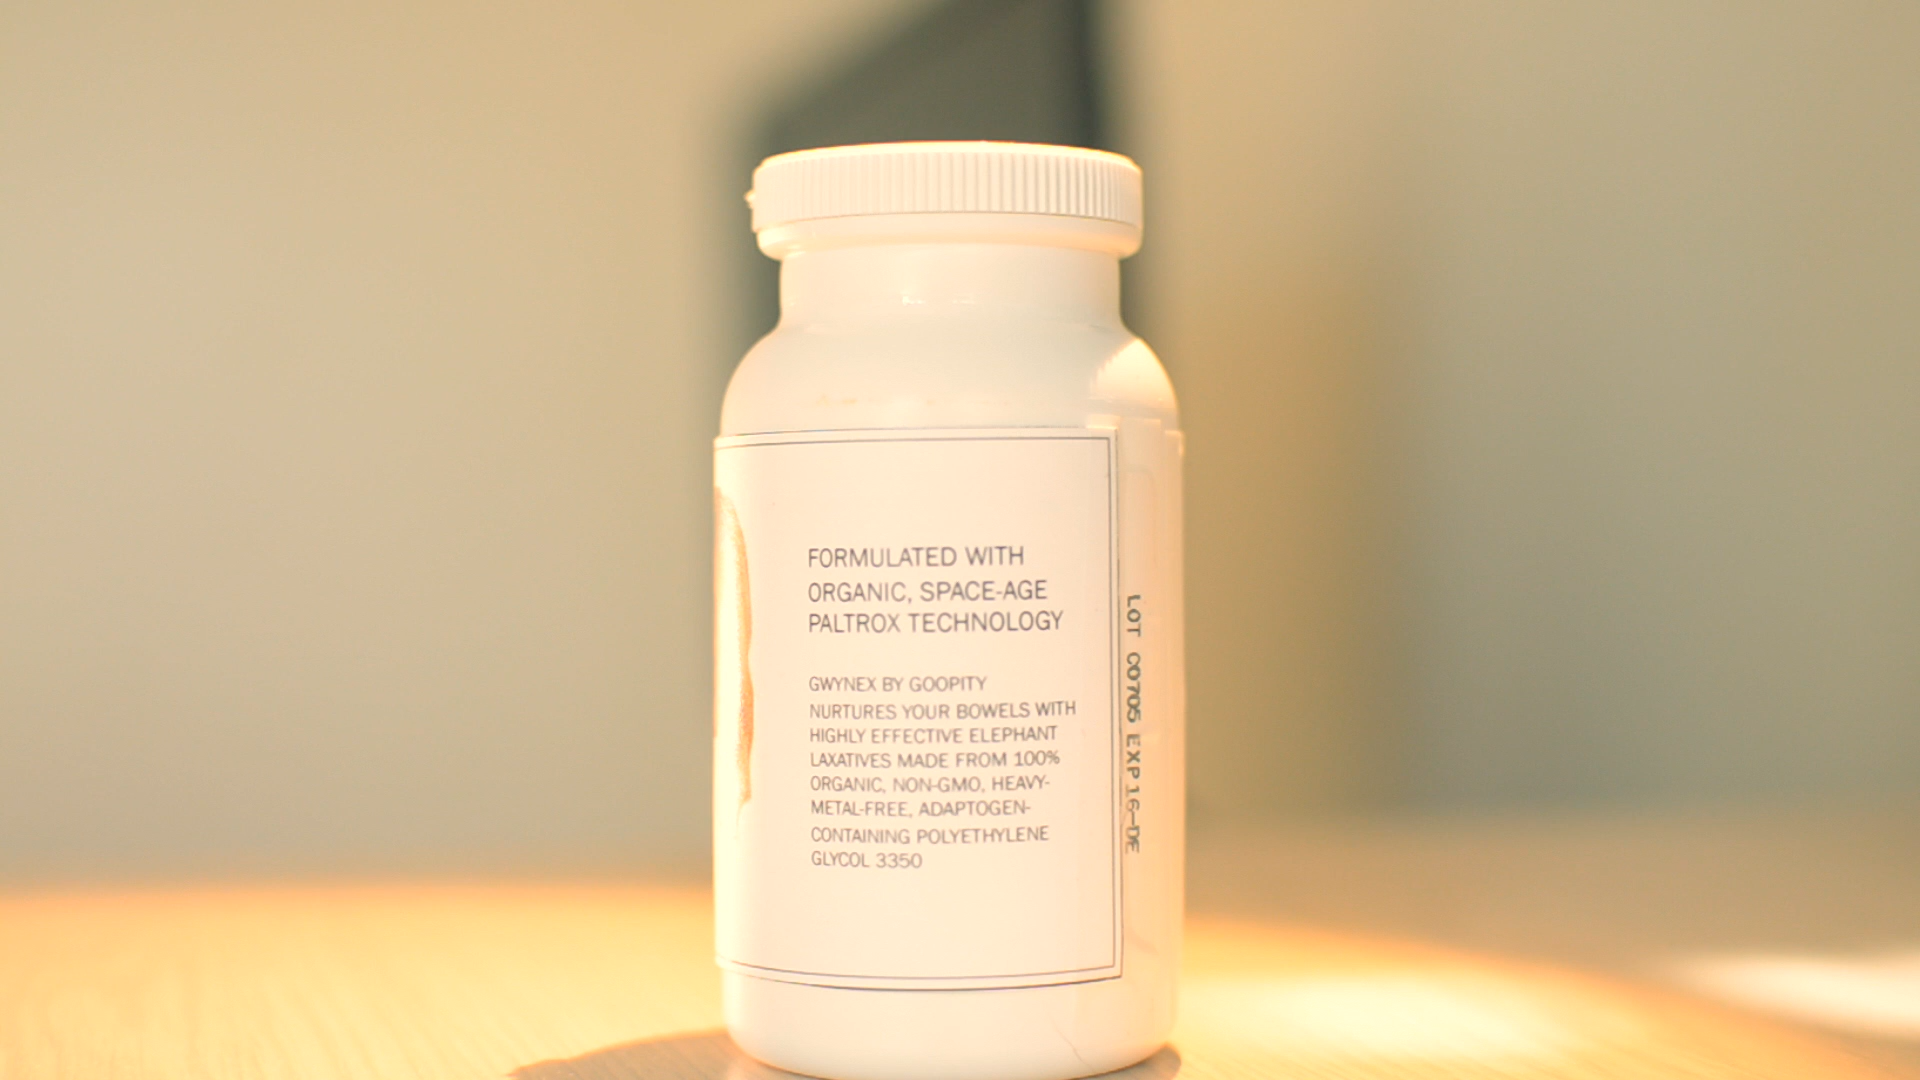 FORMULATED WITH
ORGANIC, SPACE-AGE
PALTROX TECHNOLOGY
GWYNEX BY GOOPITY
NURTURES YOUR BOWELS WITH
HIGHLY EFFECTIVE ELEPHANT
LAXATIVES MADE FROM 100%
ORGANIC, NON-GMO, HEAVY-
METAL-FREE, ADAPTOGEN-
CONTAINING POLYETHYLENE
GLYCOL 3350
LOT C0705 EXP 16-DE